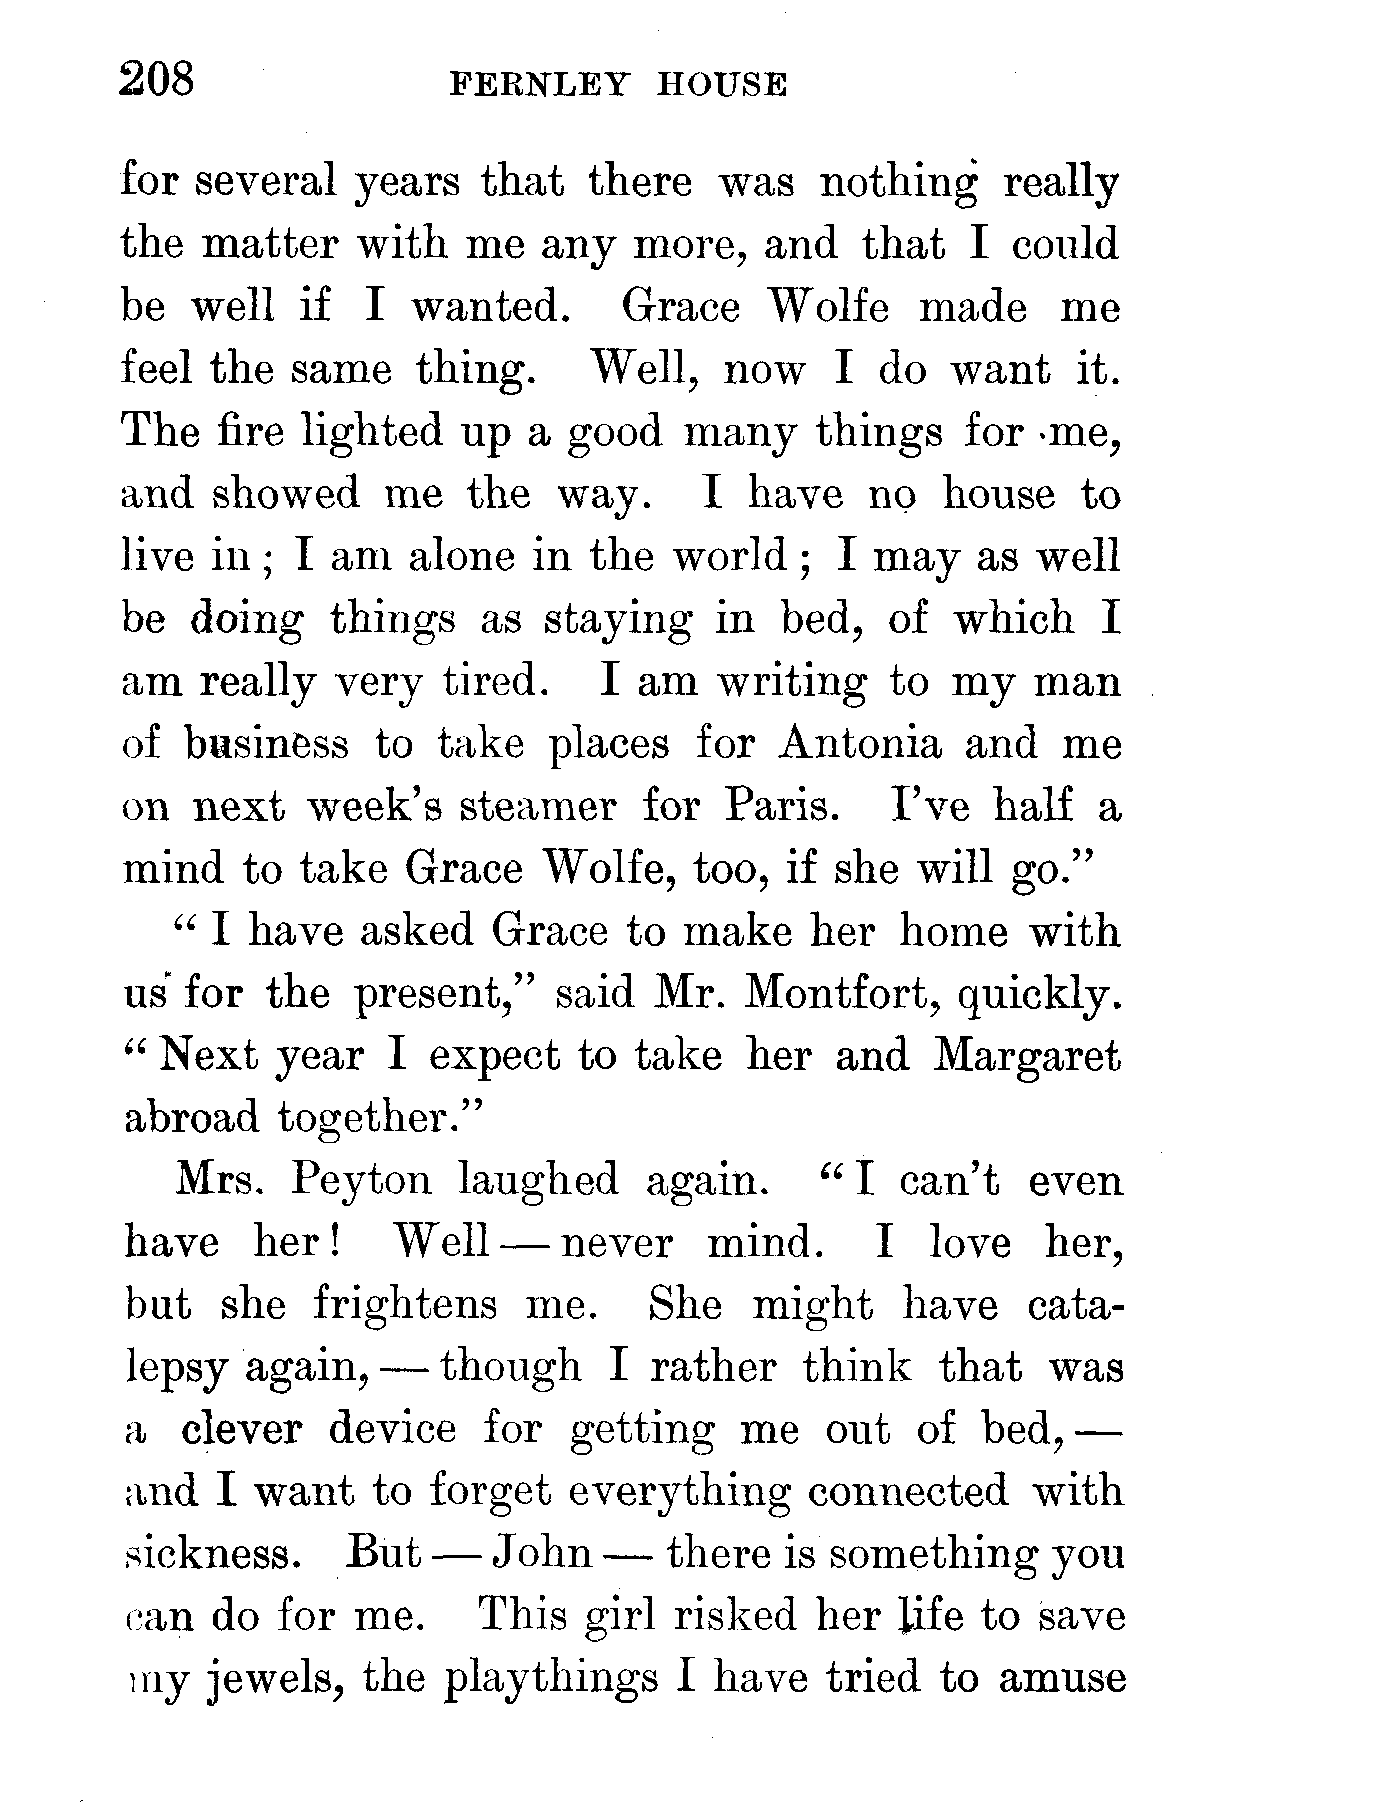 208 FERNLEY HOUSE
for several years that there was nothing really
the matter with me any more, and that I could
be well if I wanted. Grace Wolfe made me
feel the same thing. Well, now I do want it.
The fire lighted up a good many things for me,
and showed me the way. I have no house to
live in; I am alone in the world; I may as well
be doing things as staying in bed, of which I
am really very tired. I am writing to my man
of business to take places for Antonia and me
on next week's steamer for Paris. I've half a
mind to take Grace Wolfe, too, if she will go."
"I have asked Grace to make her home with
us for the present," said Mr. Montfort, quickly.
"Next year I expect to take her and Margaret
abroad together."
Mrs. Peyton laughed again. "I can't even
have her! Well — never mind. I love her,
but she frightens me. She might have cata-
lepsy again, — though I rather think that was
a clever device for getting me out of bed, —
and I want to forget everything connected with
sickness. But — John — there is something you
can do for me. This girl risked her life to save
my jewels, the playthings I have tried to amuse